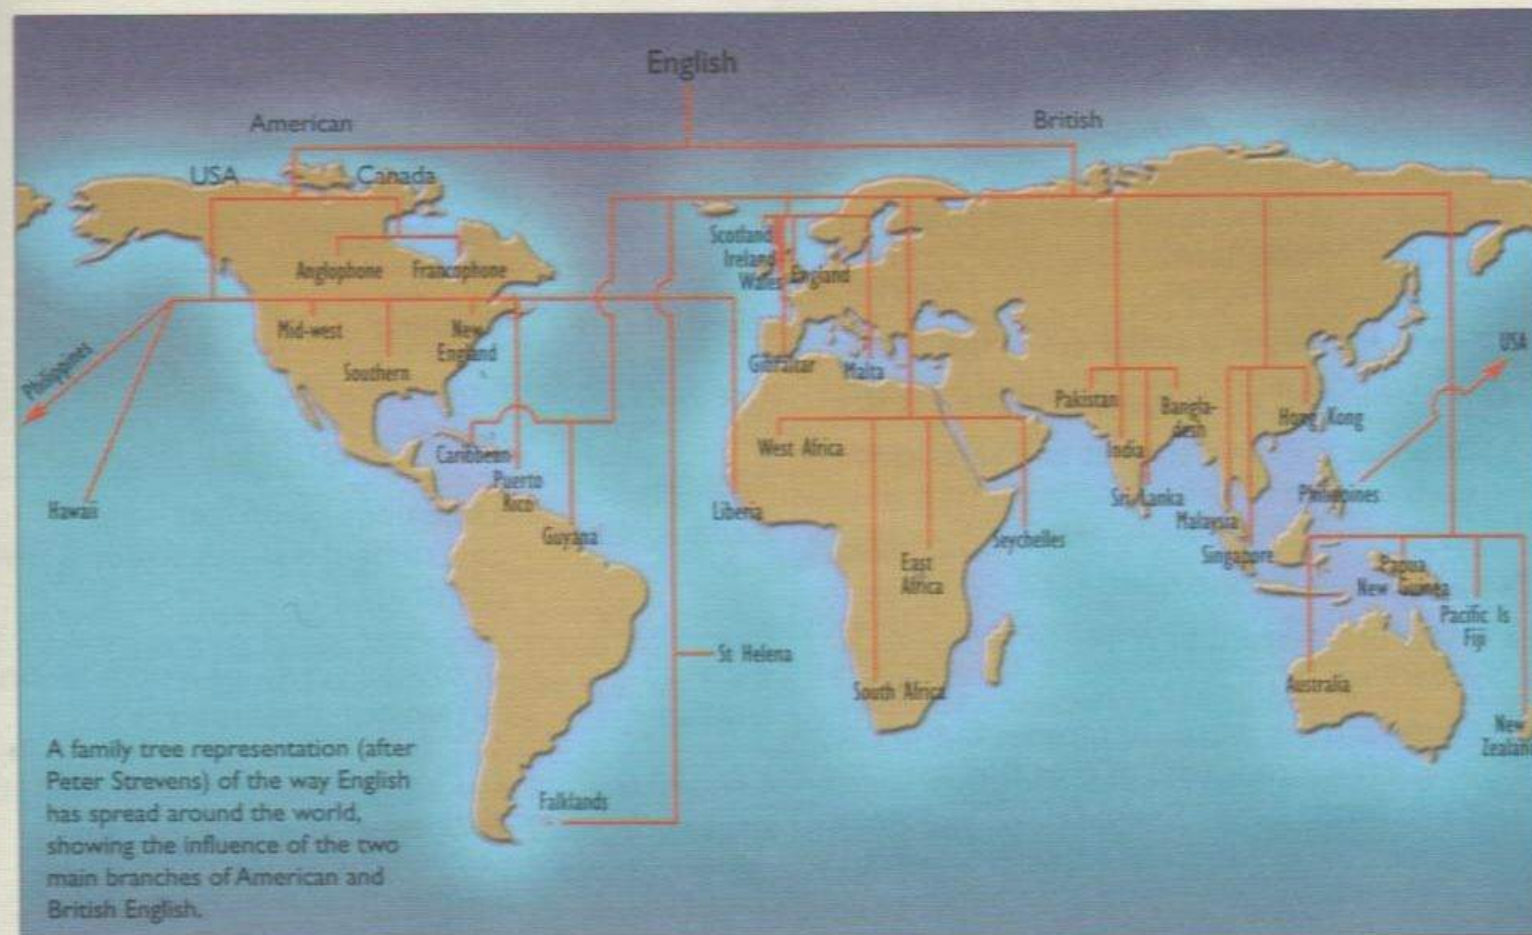 English
American
British
USA
Canada
Scotland
Ireland
Wales
England
Anglophone
Francophone
Mid-west
New
England
Southern
Philippines
Gibraltar
Malta
USA
Pakistan
Bangla-
desh
Hong Kong
West Africa
India
Caribbean
Puerto
Rico
Hawaii
Liberia
Guyana
Sri Lanka
Philippines
Malaysia
Singapore
Seychelles
East
Africa
Papua
New Guinea
Pacific Is
Fiji
St Helena
South Africa
Australia
New
Falklands
A family tree representation (after
Peter Strevens) of the way English
has spread around the world,
showing the influence of the two
main branches of American and
British English.